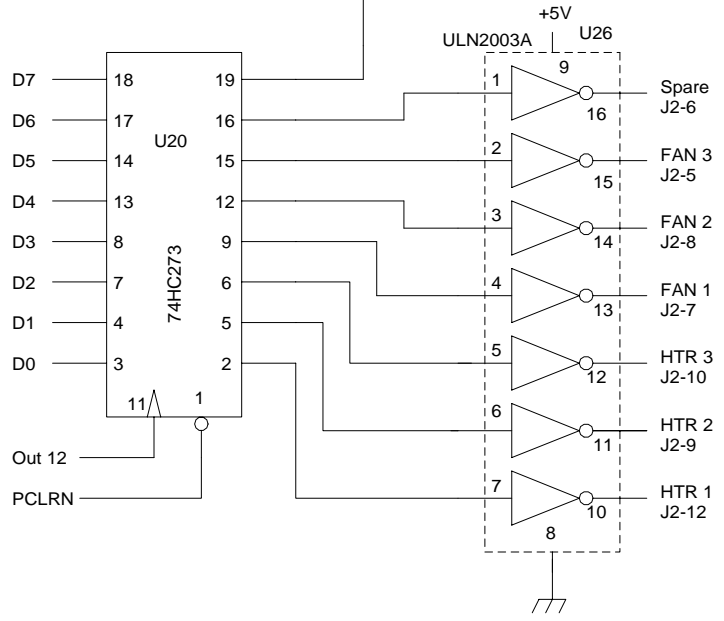 +5V
ULN2003A
U26
9
D7
18
19
1
16
Spare
J2-6
D6
17
16
U20
D5
14
15
2
15
FAN 3
J2-5
D4
13
12
3
14
FAN 2
J2-8
D3
8
9
74HC273
4
13
FAN 1
J2-7
D2
7
6
D1
4
5
5
12
HTR 3
J2-10
D0
3
2
11
1
6
11
HTR 2
J2-9
Out 12
PCLRN
7
10
HTR 1
J2-12
8